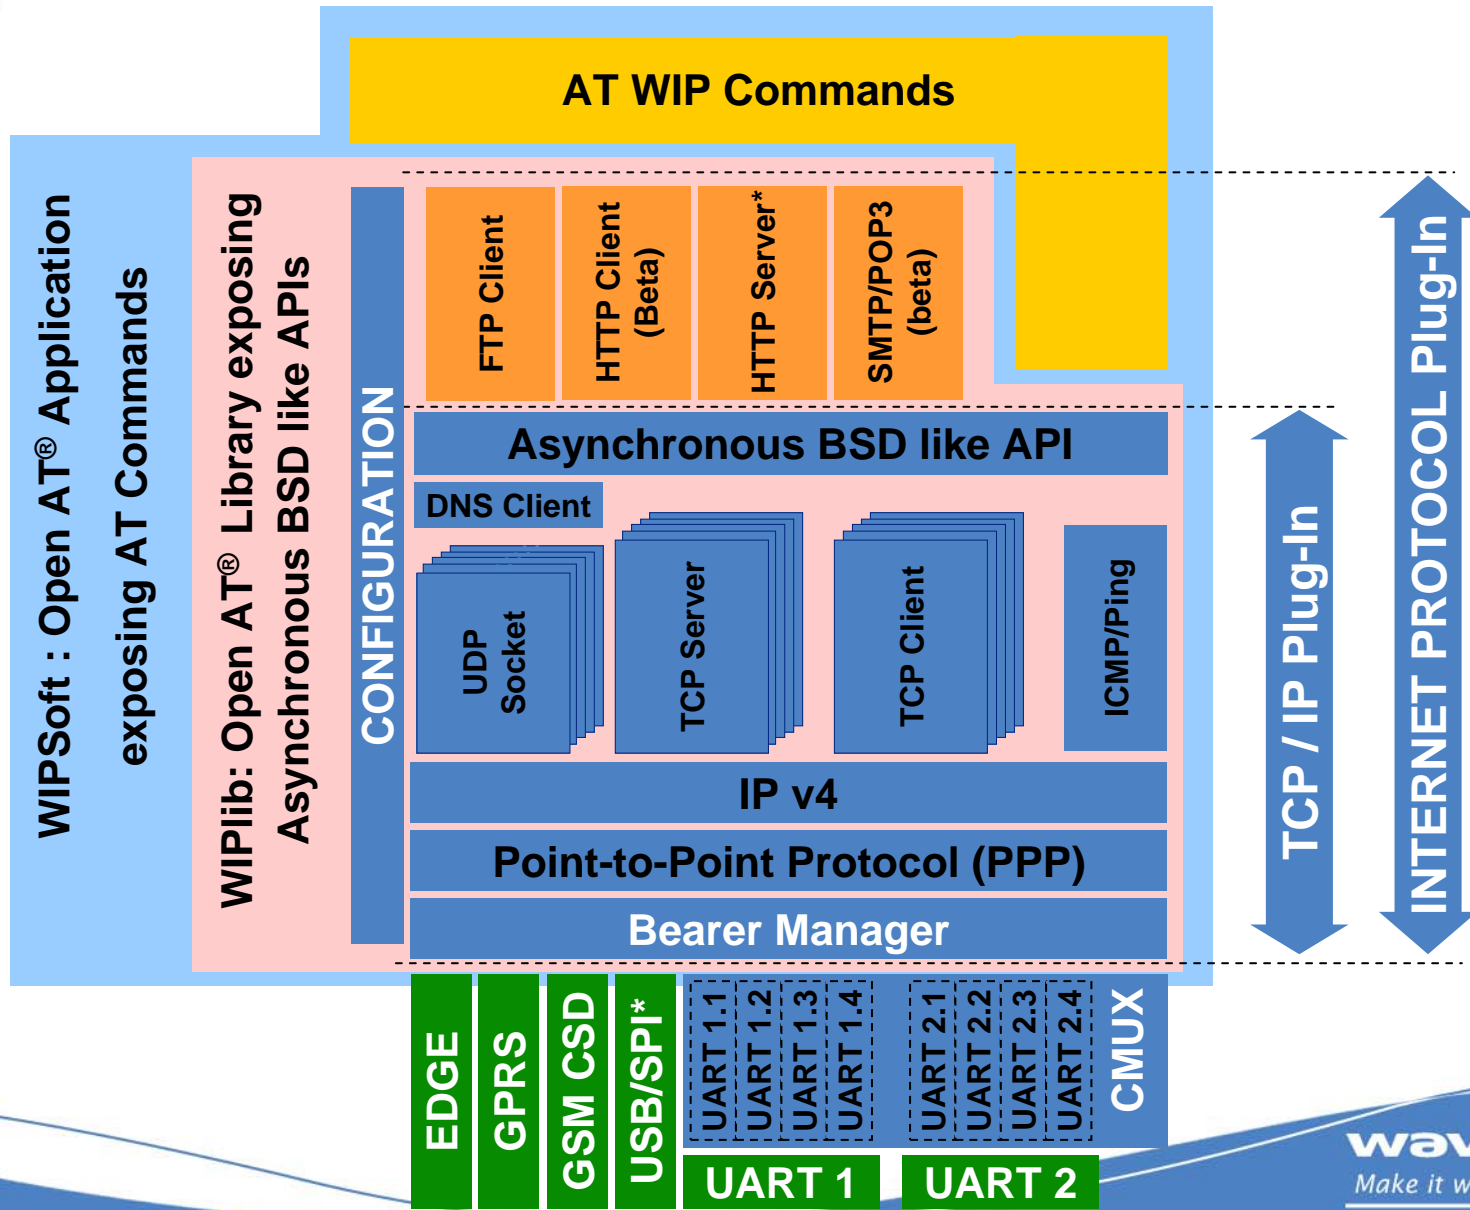 AT WIP Commands
WIPSoft : Open AT® Application
exposing AT Commands
WIPlib: Open AT® Library exposing
Asynchronous BSD like APIs
CONFIGURATION
FTP Client
HTTP Client
(Beta)
HTTP Server*
SMTP/POP3
(beta)
Asynchronous BSD like API
DNS Client
UDP
Socket
TCP Server
TCP Client
ICMP/Ping
IP v4
Point-to-Point Protocol (PPP)
Bearer Manager
TCP / IP Plug-In
INTERNET PROTOCOL Plug-In
EDGE
GPRS
GSM CSD
USB/SPI*
UART 1.1
UART 1.2
UART 1.3
UART 1.4
UART 2.1
UART 2.2
UART 2.3
UART 2.4
CMUX
UART 1
UART 2
Make it